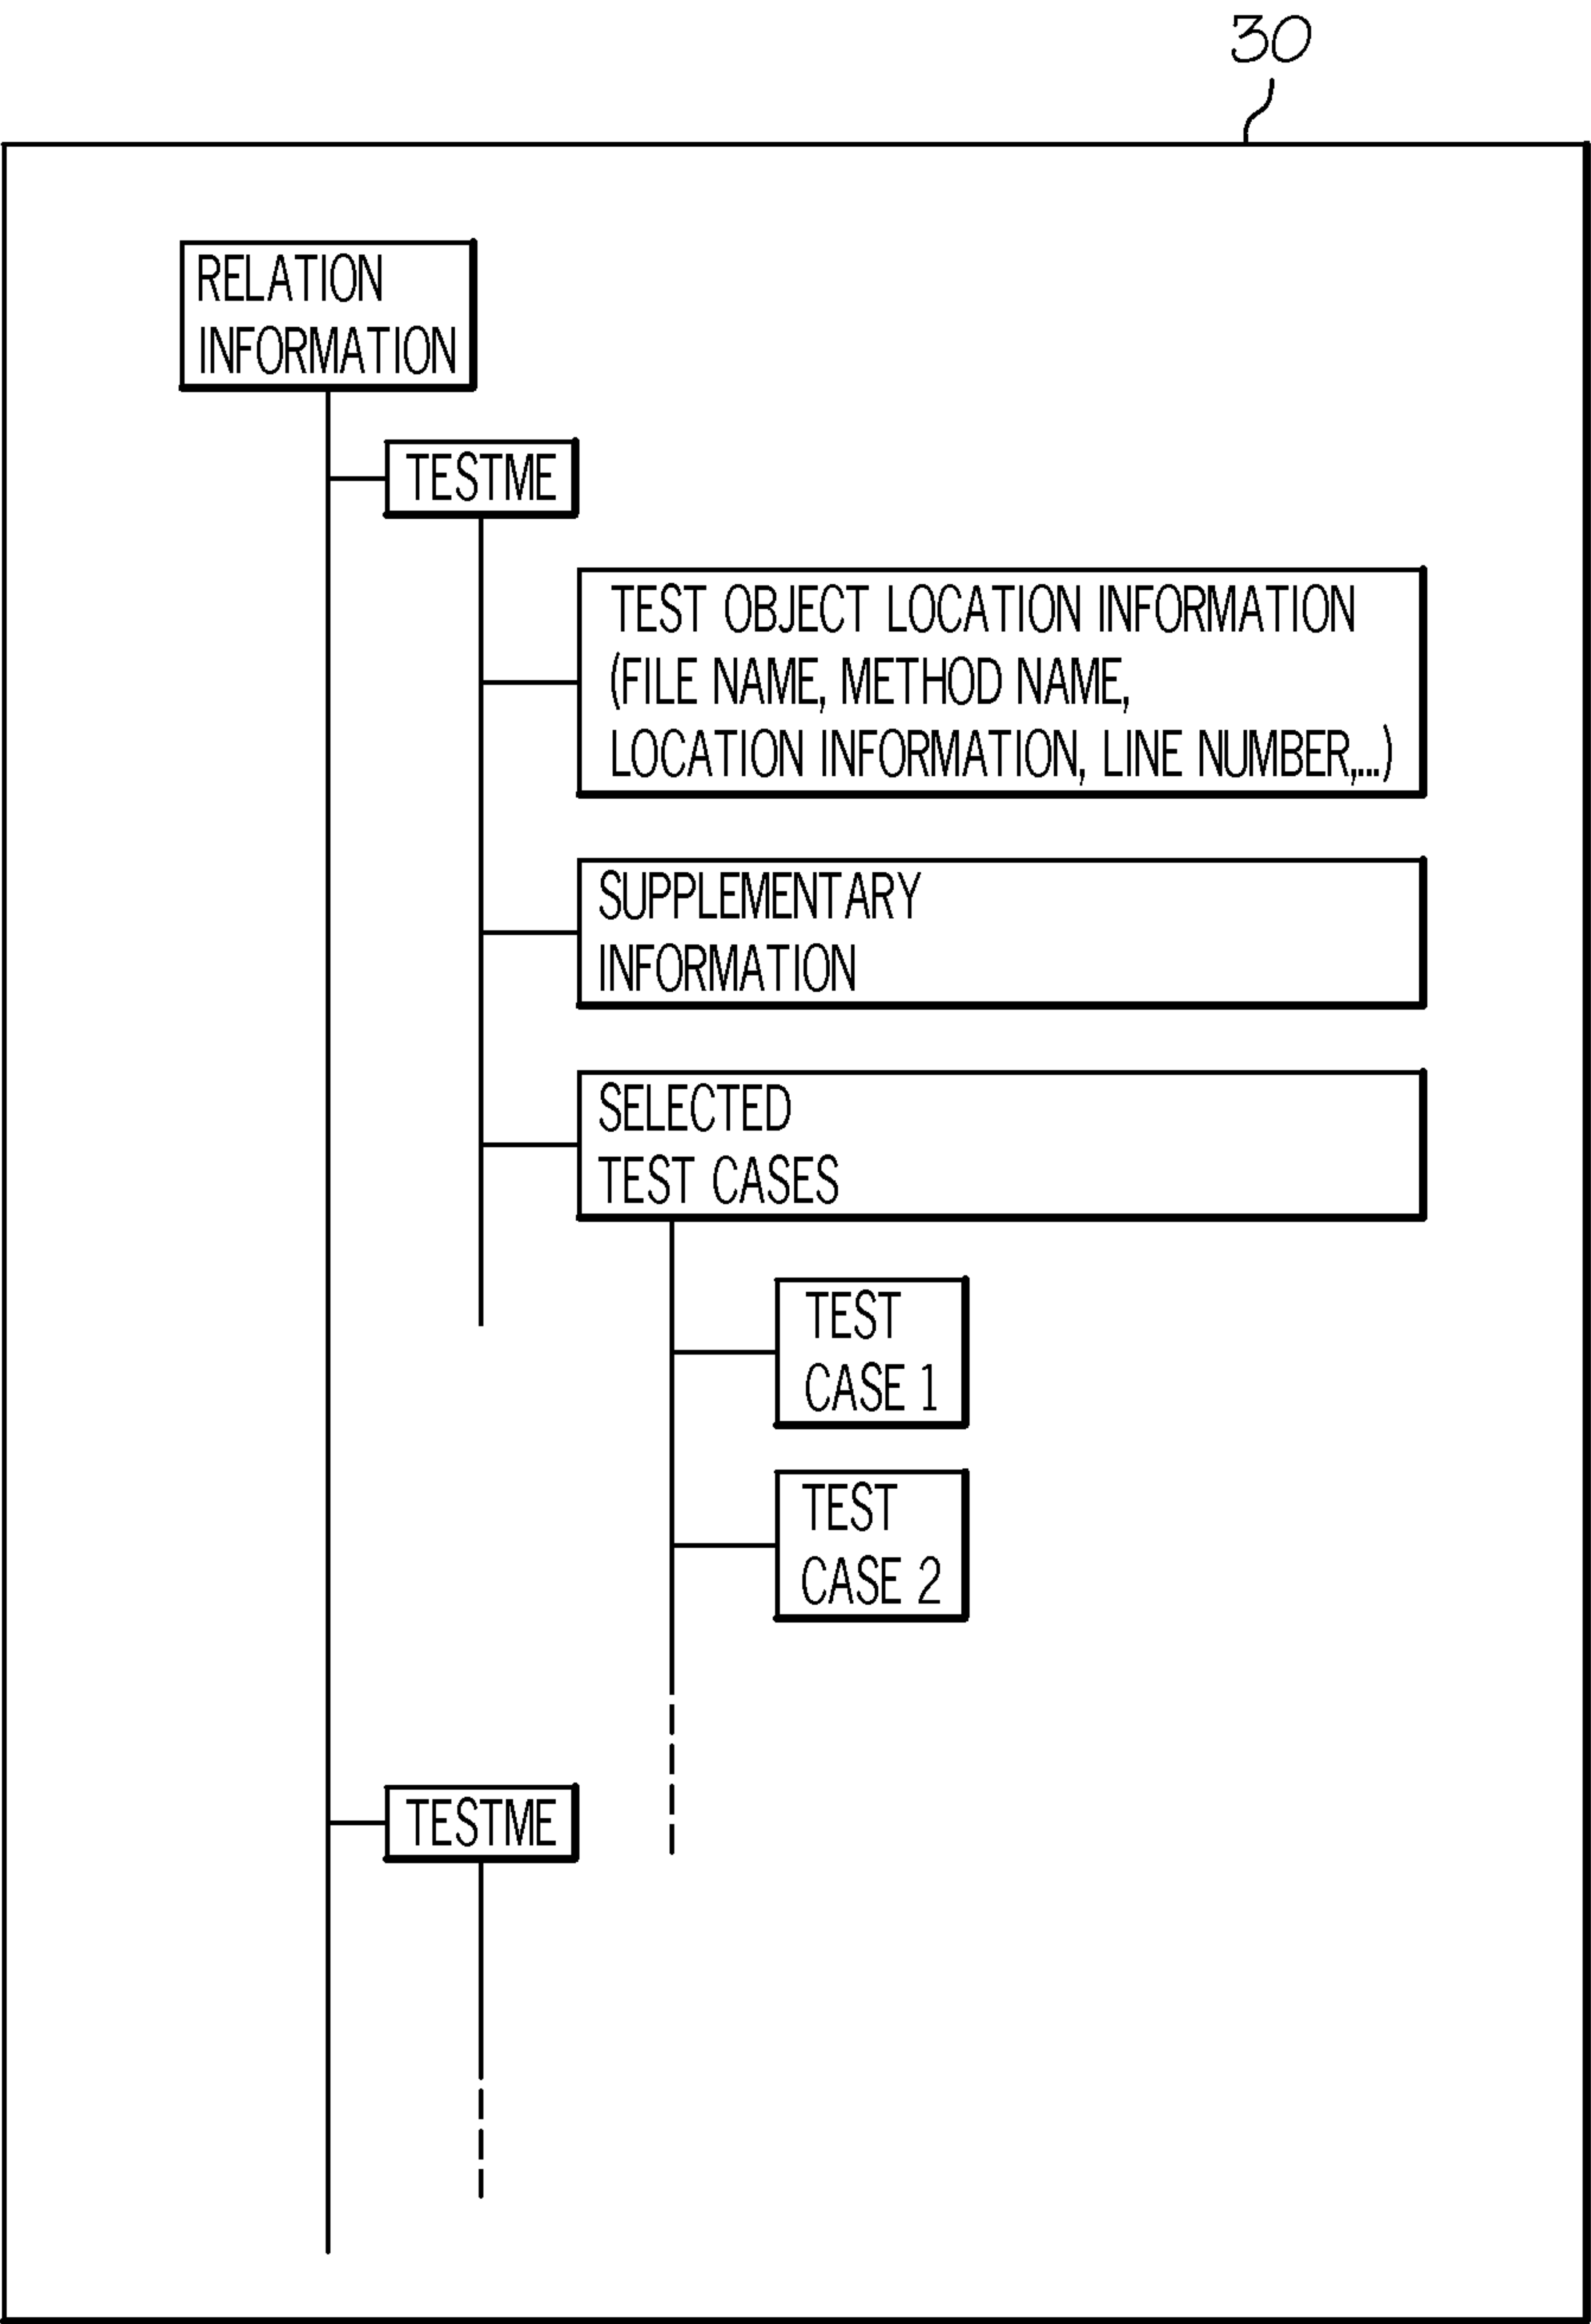 30
RELATION
INFORMATION
TESTME
TEST OBJECT LOCATION INFORMATION
(FILE NAME, METHOD NAME,
LOCATION INFORMATION, LINE NUMBER,...)
SUPPLEMENTARY
INFORMATION
SELECTED
TEST CASES
TEST
CASE 1
TEST
CASE 2
TESTME